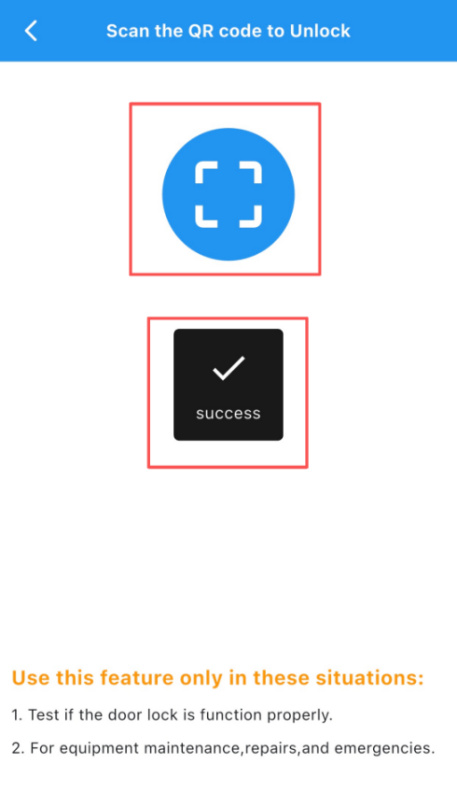 Scan the QR code to Unlock
success
Use this feature only in these situations:
1. Test if the door lock is function properly.
2. For equipment maintenance,repairs,and emergencies.